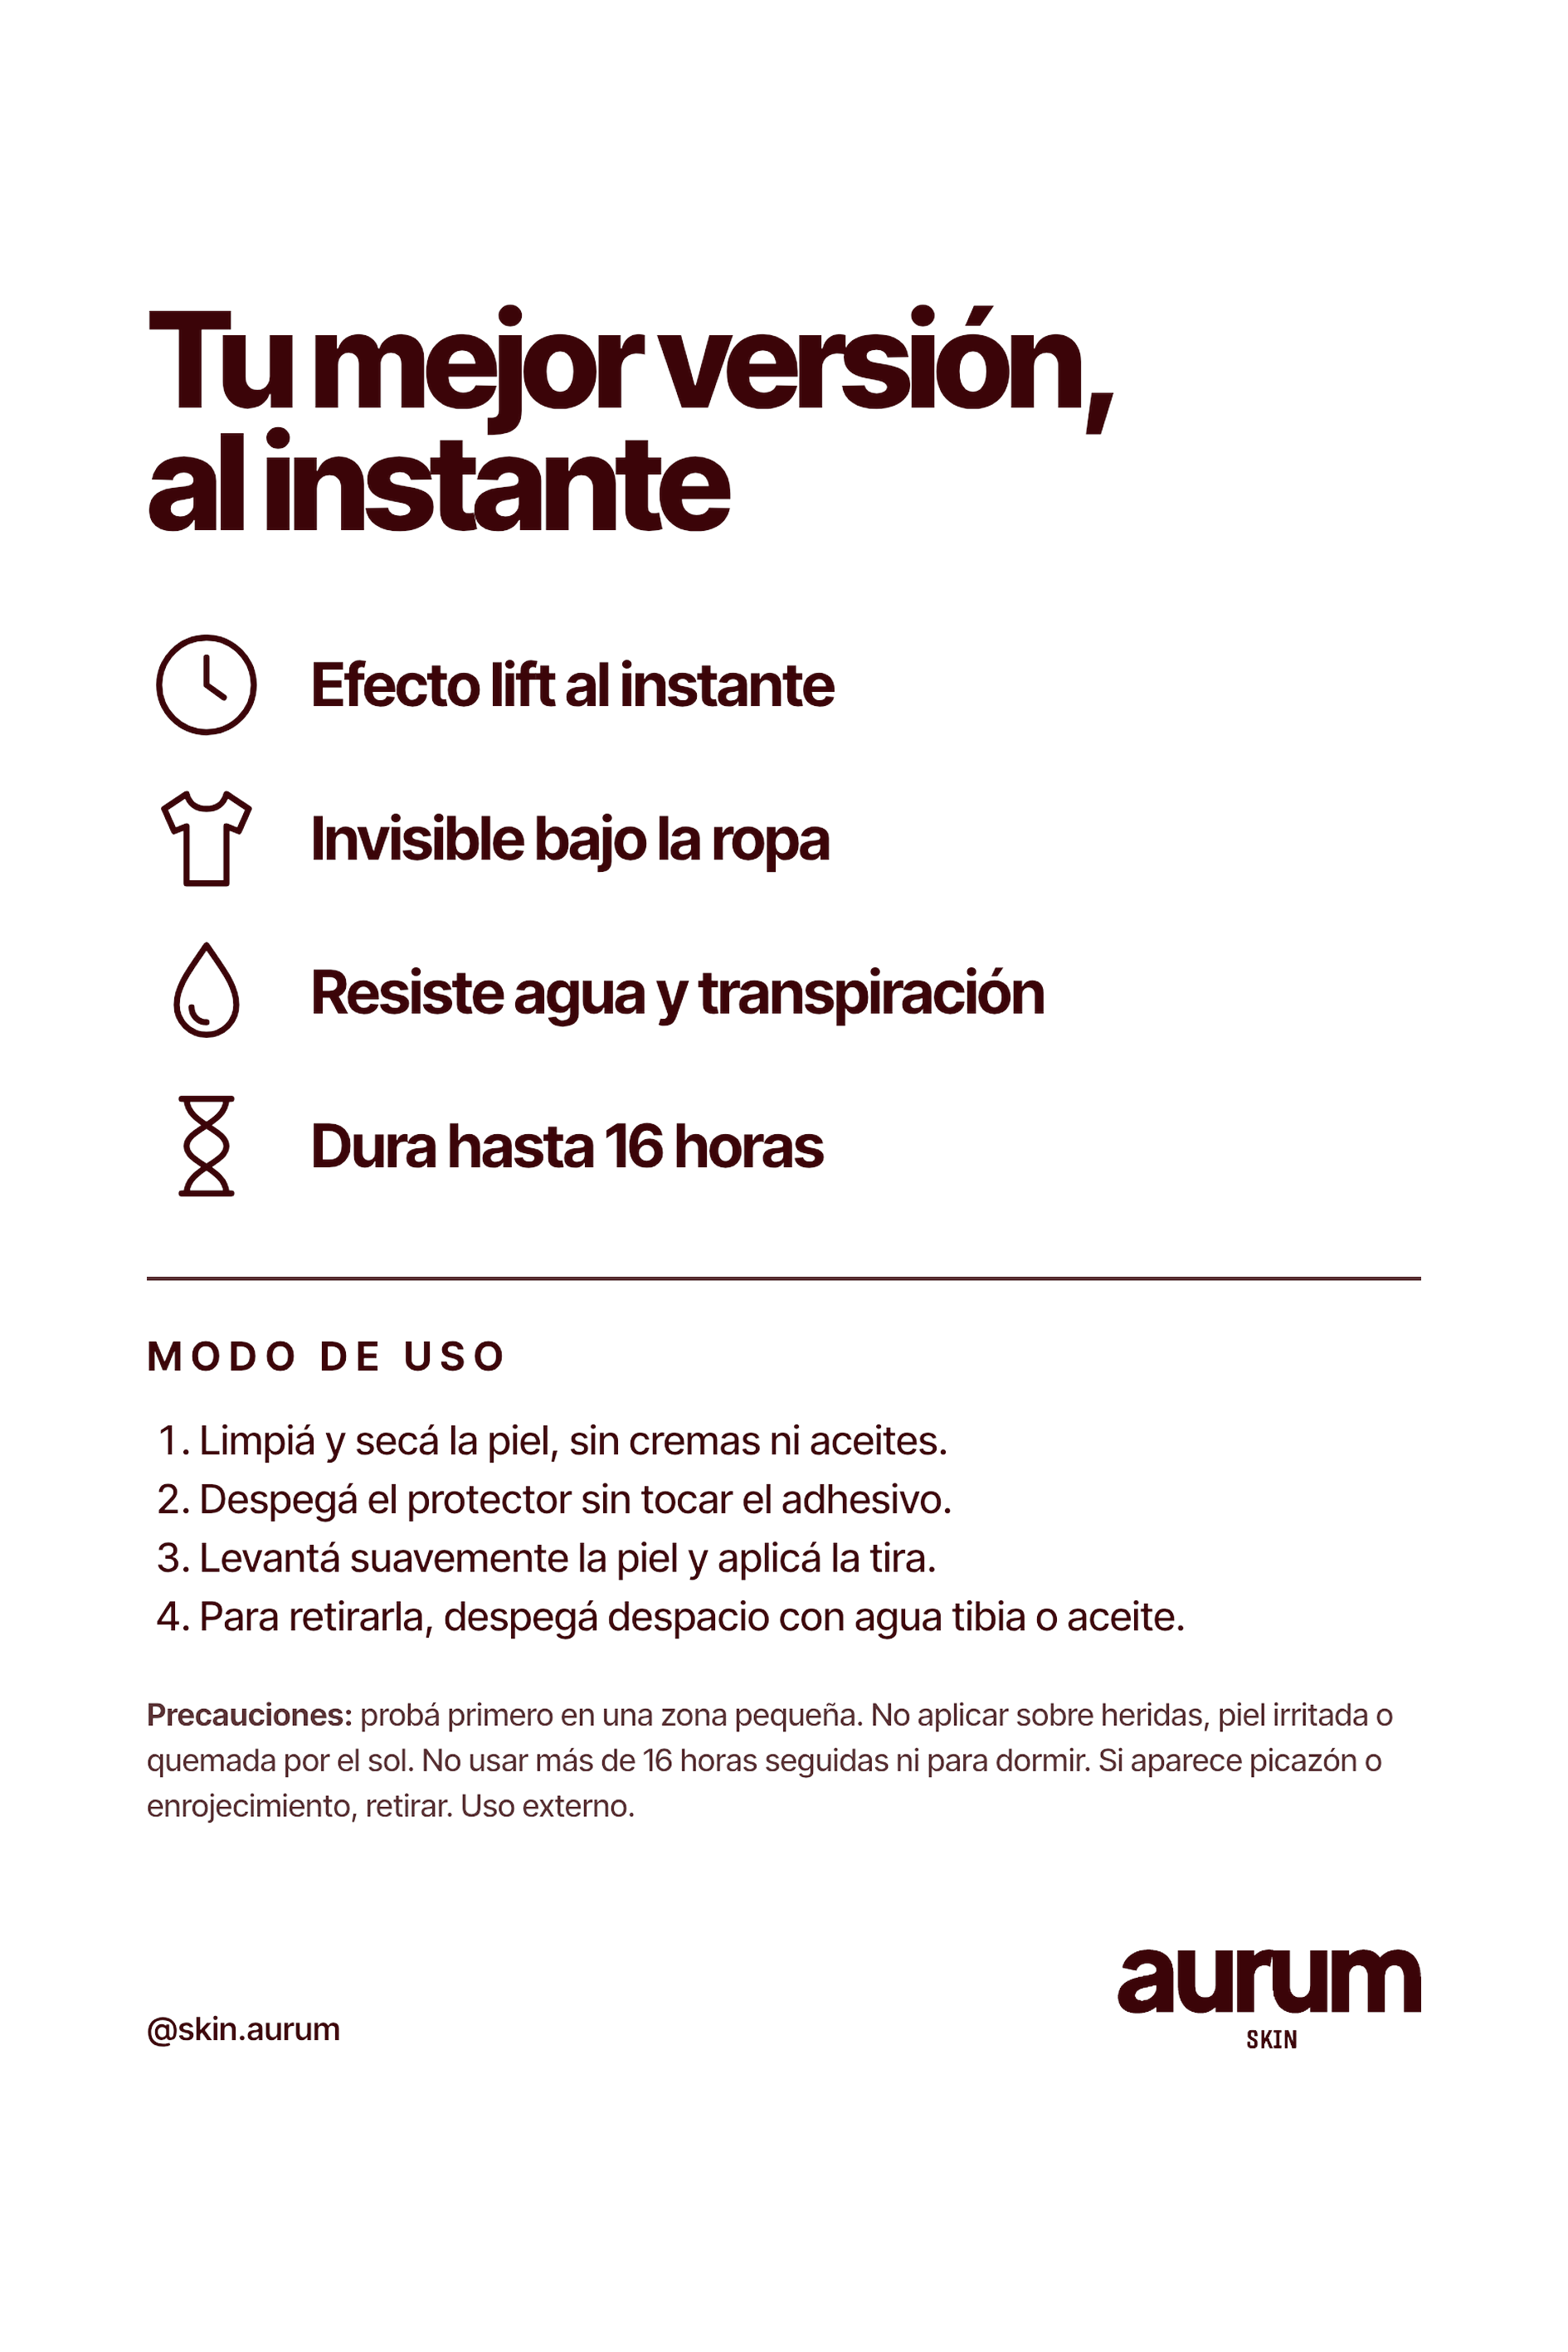 Tu mejor versión,
al instante
Efecto lift al instante
Invisible bajo la ropa
Resiste agua y transpiración
Dura hasta 16 horas
MODO DE USO
1. Limpiá y secá la piel, sin cremas ni aceites.
2. Despegá el protector sin tocar el adhesivo.
3. Levantá suavemente la piel y aplicá la tira.
4. Para retirarla, despegá despacio con agua tibia o aceite.
Precauciones: probá primero en una zona pequeña. No aplicar sobre heridas, piel irritada o
quemada por el sol. No usar más de 16 horas seguidas ni para dormir. Si aparece picazón o
enrojecimiento, retirar. Uso externo.
@skin.aurum
aurum
SKIN